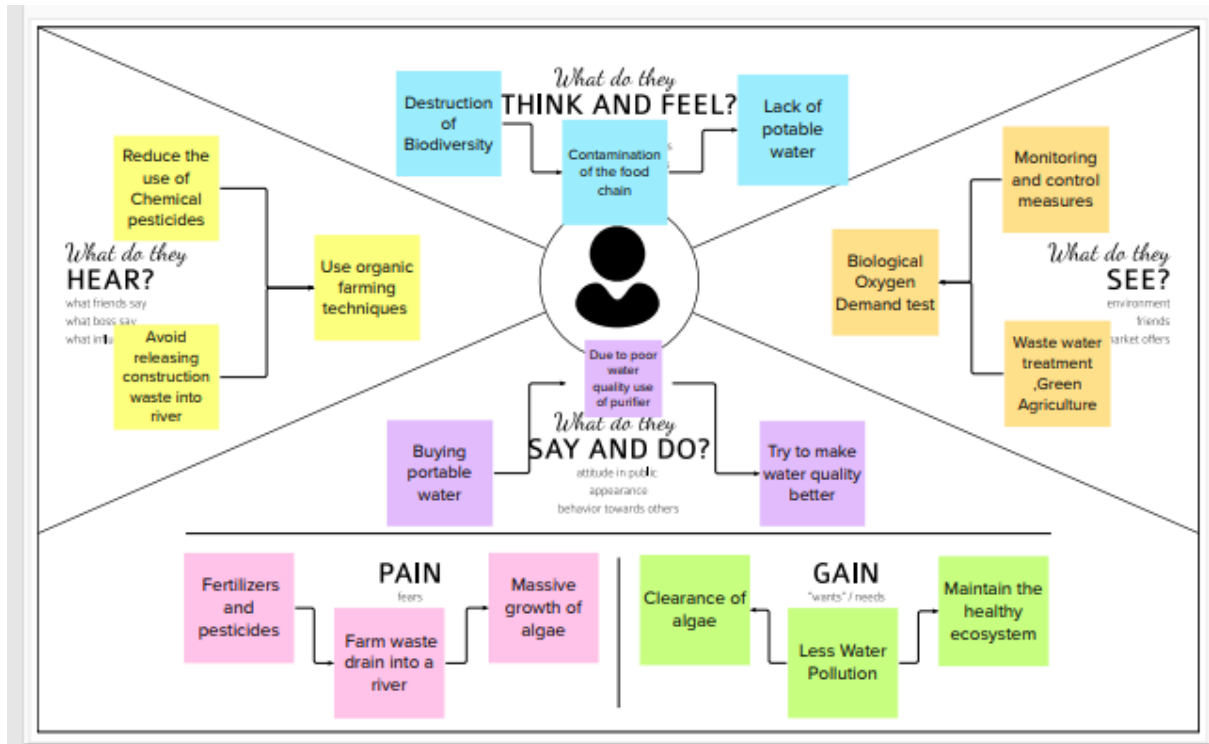 What do they
THINK AND FEEL?
Destruction
of
Biodiversity
Contamination
of the food
chain
Lack of
potable
water
What do they
HEAR?
what friends say
what boss say
what influ
Reduce the
use of
Chemical
pesticides
Use organic
farming
techniques
Avoid
releasing
construction
waste into
river
What do they
SEE?
environment
friends
market offers
Monitoring
and control
measures
Biological
Oxygen
Demand test
Waste water
treatment
,Green
Agriculture
Due to poor
water
quality use
of purifier
What do they
SAY AND DO?
attitude in public
appearance
behavior towards others
Buying
portable
water
Try to make
water quality
better
PAIN
fears
Fertilizers
and
pesticides
Farm waste
drain into a
river
Massive
growth of
algae
GAIN
"wants" / needs
Clearance of
algae
Less Water
Pollution
Maintain the
healthy
ecosystem